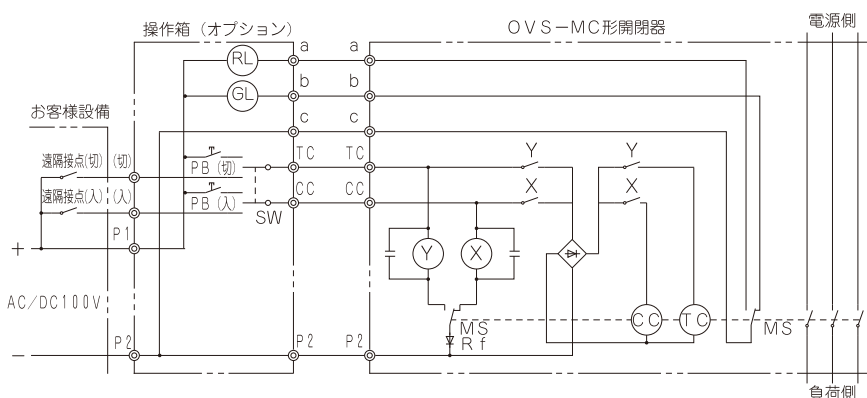 操作箱（オプション）
OVS－MC形開閉器
電源側
RL
a
a
GL
b
b
お客様設備
c
c
遠隔接点(切)
(切)
PB(切)
TC
TC
Y
Y
遠隔接点(入)
(入)
PB(入)
CC
CC
X
X
SW
P1
+
Y
X
AC/DC100V
CC
TC
MS
MS
Rf
−
P2
P2
P2
負荷側